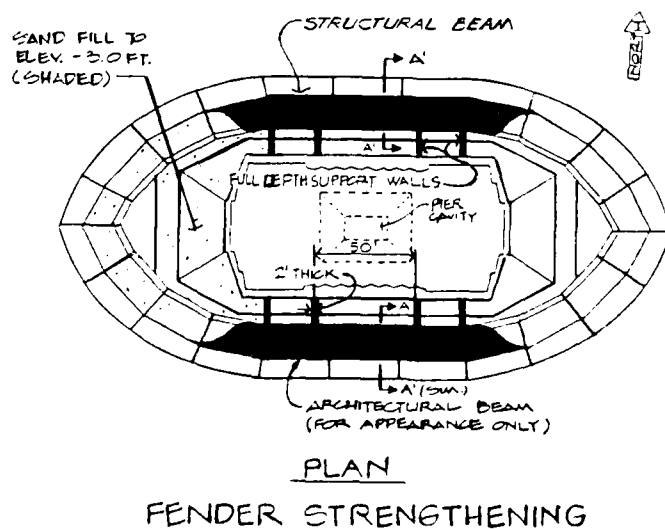 STRUCTURAL BEAM
SAND FILL TO
ELEV. -3.0 FT.
(SHADED)
NORTH
A'
A'
FULL DEPTH SUPPORT WALLS
PIER
CAVITY
50'
2' THICK
A
A' (SIM.)
ARCHITECTURAL BEAM
(FOR APPEARANCE ONLY)
PLAN
FENDER STRENGTHENING